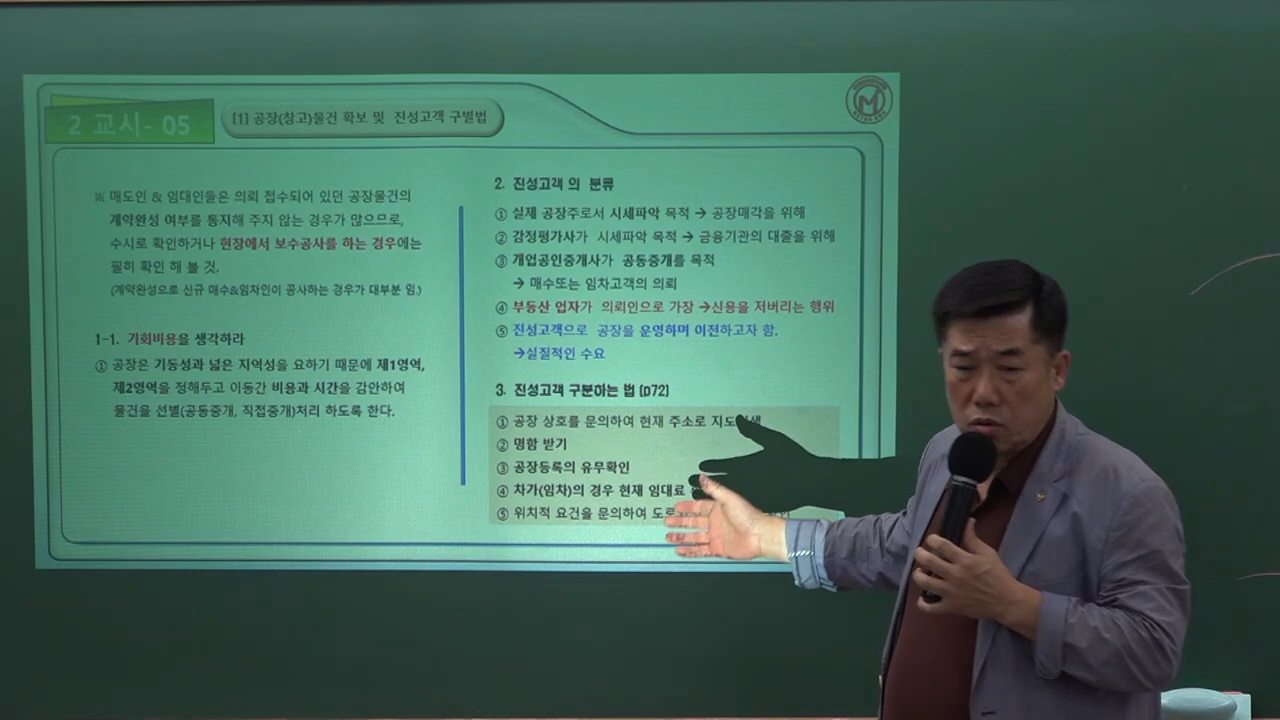 2 교시- 05
[1] 공장(창고)물건 확보 및 진성고객 구별법
※ 매도인 & 임대인들은 의뢰 접수되어 있던 공장물건의
계약완성 여부를 통지해 주지 않는 경우가 많으므로,
수시로 확인하거나 현장에서 보수공사를 하는 경우에는
필히 확인 해 볼 것.
(계약완성으로 신규 매수&임차인이 공사하는 경우가 대부분 임.)
1-1. 기회비용을 생각하라
① 공장은 기동성과 넓은 지역성을 요하기 때문에 제1영역,
제2영역을 정해두고 이동간 비용과 시간을 감안하여
물건을 선별(공동중개, 직접중개)처리 하도록 한다.
2. 진성고객 의 분류
① 실제 공장주로서 시세파악 목적 → 공장매각을 위해
② 감정평가사가 시세파악 목적 → 금융기관의 대출을 위해
③ 개업공인중개사가 공동중개를 목적
→ 매수또는 임차고객의 의뢰
④ 부동산 업자가 의뢰인으로 가장 →신용을 저버리는 행위
⑤ 진성고객으로 공장을 운영하며 이전하고자 함.
→실질적인 수요
3. 진성고객 구분하는 법 (p72)
① 공장 상호를 문의하여 현재 주소로 지도검색
② 명함 받기
③ 공장등록의 유무확인
④ 차가(임차)의 경우 현재 임대료
⑤ 위치적 요건을 문의하여 도로
M